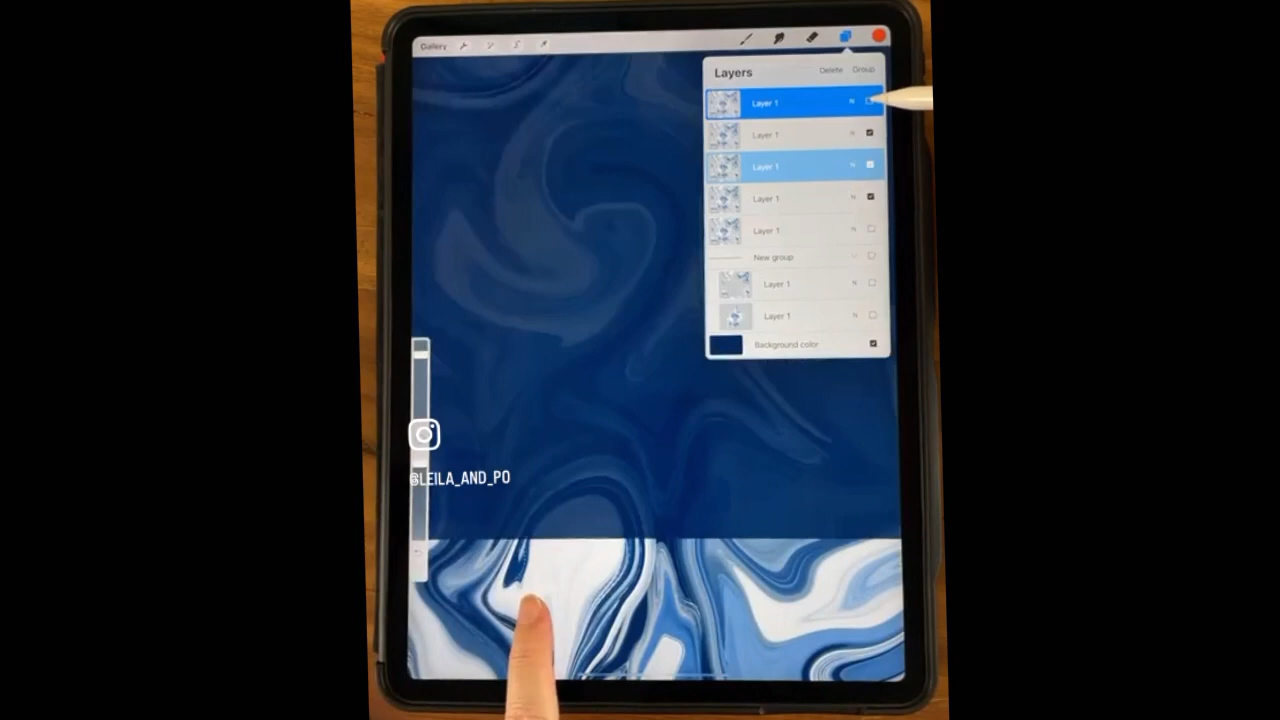 Gallery
Layers Delete Group
Layer 1 N
Layer 1 N
Layer 1 N
Layer 1 N
Layer 1 N
New group
Layer 1 N
Layer 1 N
Background color
@LEILA_AND_PO